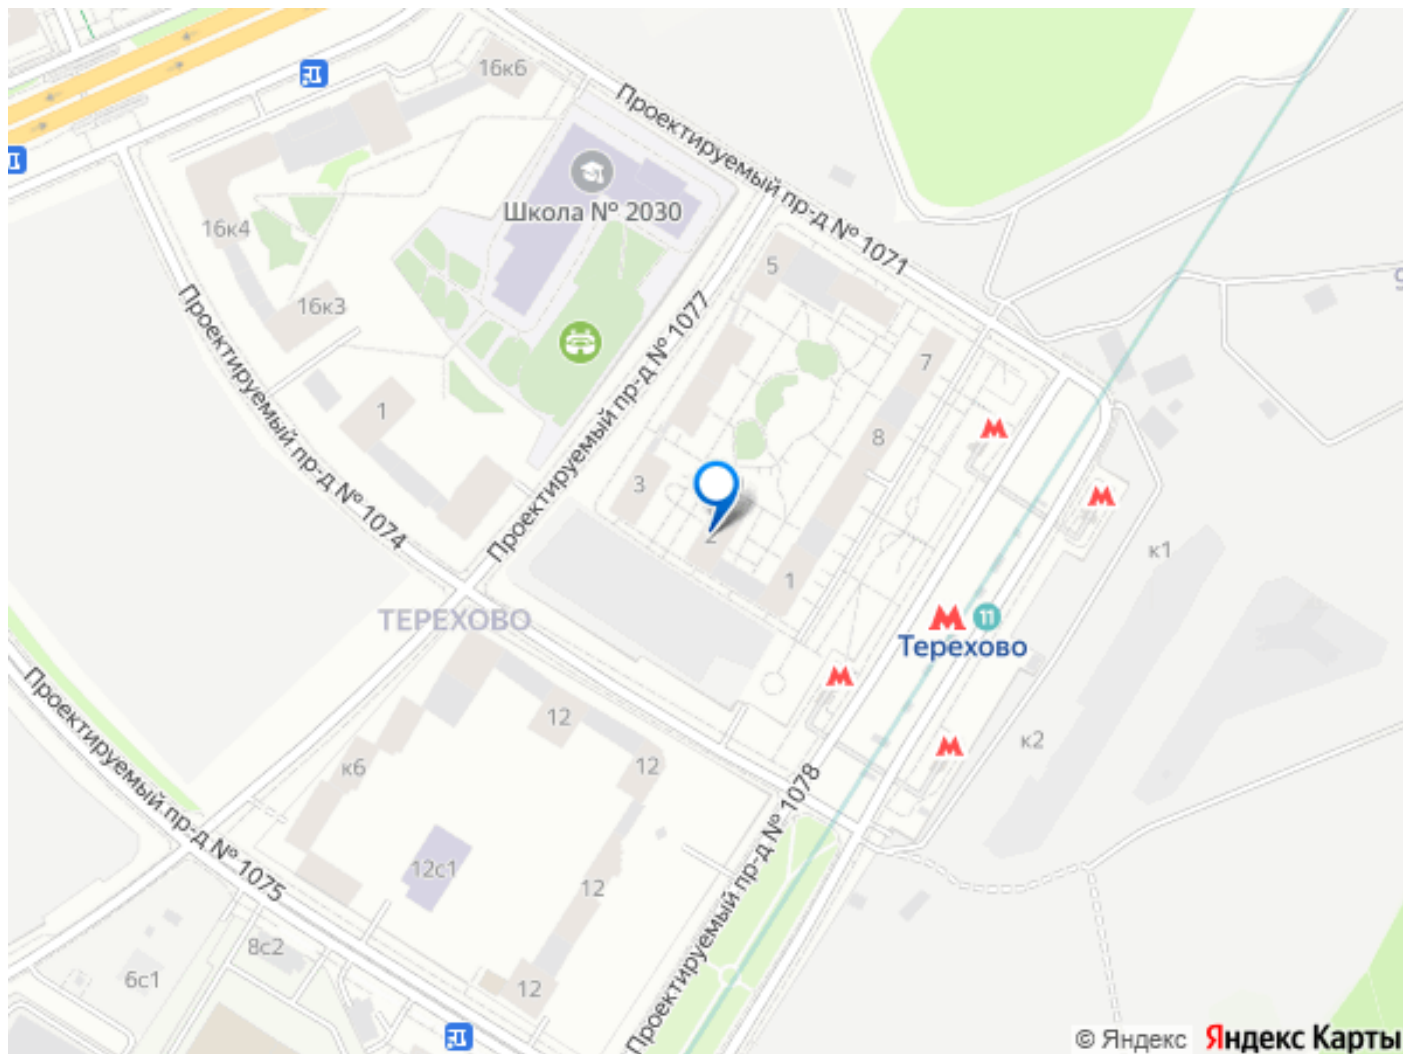 16к6
Проектируемый пр-д № 1071
Школа № 2030
16к4
5
16к3
Проектируемый пр-д № 1077
Проектируемый пр-д № 1074
7
1
8
3
2
к1
1
ТЕРЕХОВО
11
Терехово
Проектируемый пр-д № 1075
12
к2
к6
12
Проектируемый пр-д № 1078
12с1
12
8с2
6с1
12
© Яндекс Яндекс Карты